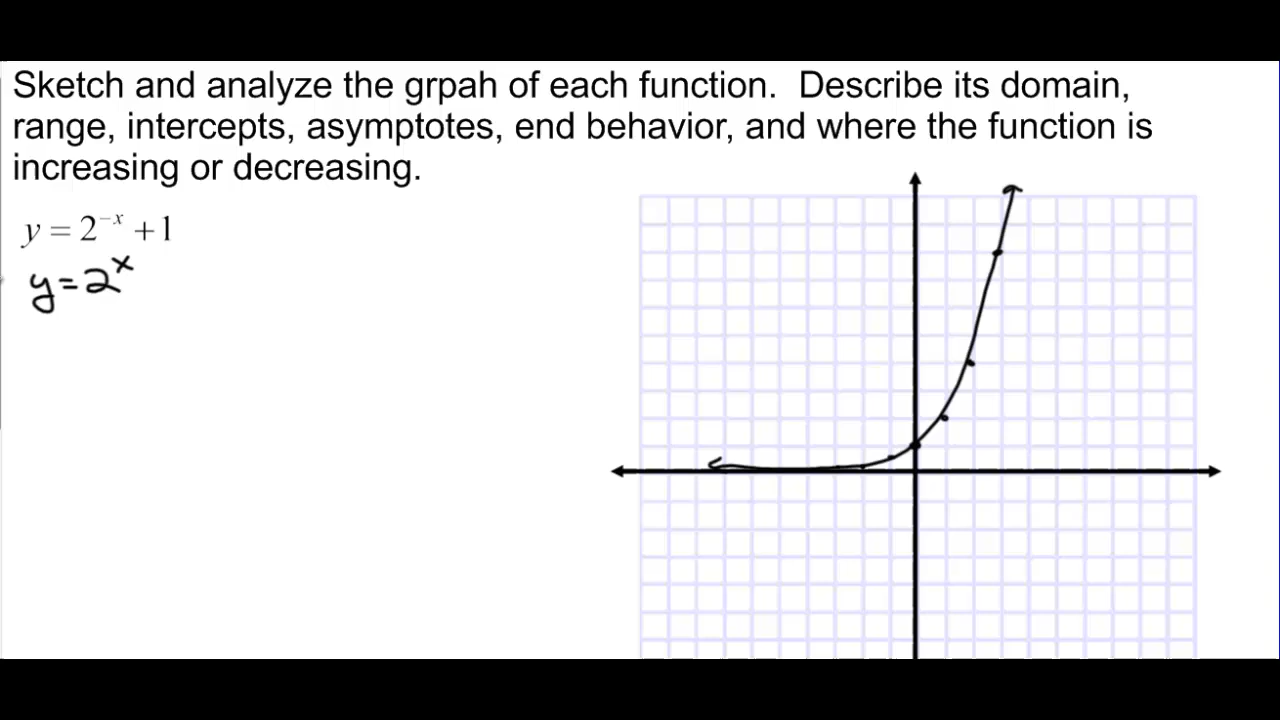 Sketch and analyze the grpah of each function.  Describe its domain,
range, intercepts, asymptotes, end behavior, and where the function is
increasing or decreasing.
y = 2⁻ˣ + 1
y = 2ˣ